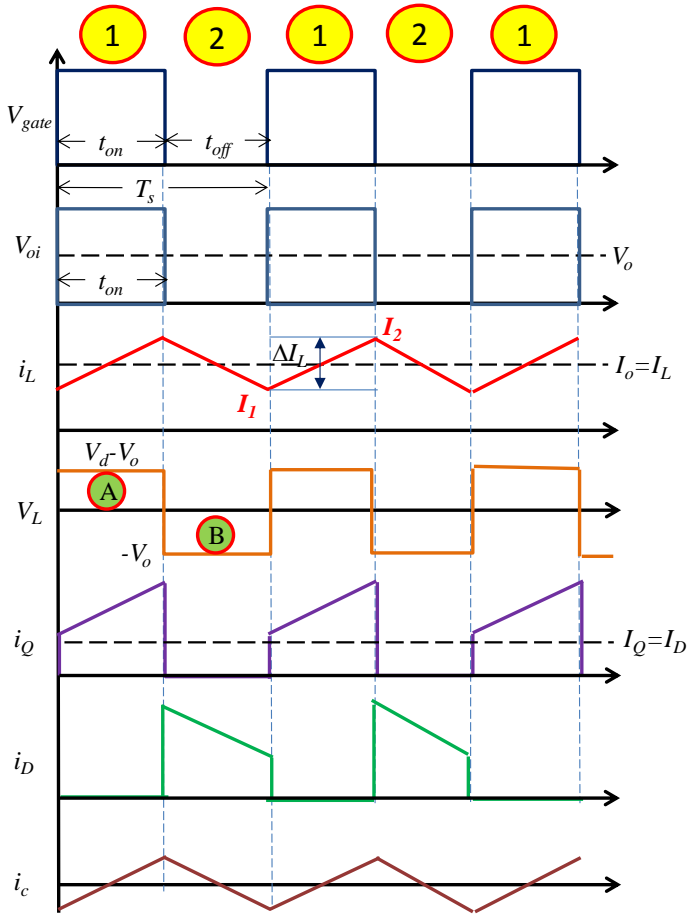 1 2 1 2 1
V_gate
t_on t_off
T_s
V_oi
V_o
t_on
I_2
ΔI_L
i_L
I_o=I_L
I_1
V_d-V_o
A
V_L
B
-V_o
i_Q
I_Q=I_D
i_D
i_c